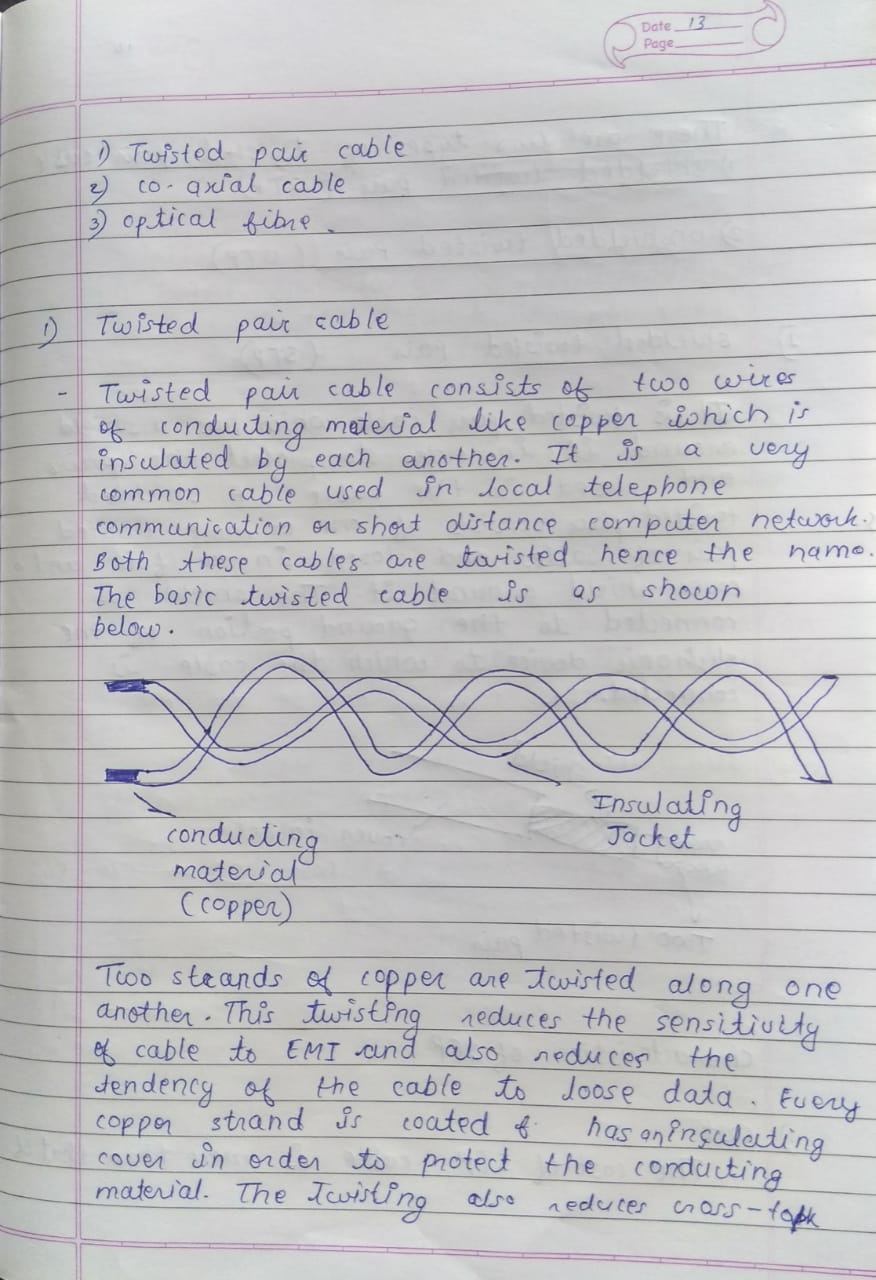 Date 13
Page
1) Twisted pair cable
2) co-axial cable
3) optical fibre.
1) Twisted pair cable
- Twisted pair cable consists of two wires
of conducting material like copper which is
insulated by each another. It is a very
common cable used in local telephone
communication or short distance computer network.
Both these cables are twisted hence the name.
The basic twisted cable is as shown
below.
Insulating
Jacket
conducting
material
(copper)
Two strands of copper are twisted along one
another. This twisting reduces the sensitivity
of cable to EMI and also reduces the
tendency of the cable to loose data. Every
copper strand is coated & has an insulating
cover in order to protect the conducting
material. The Twisting also reduces cross-talk